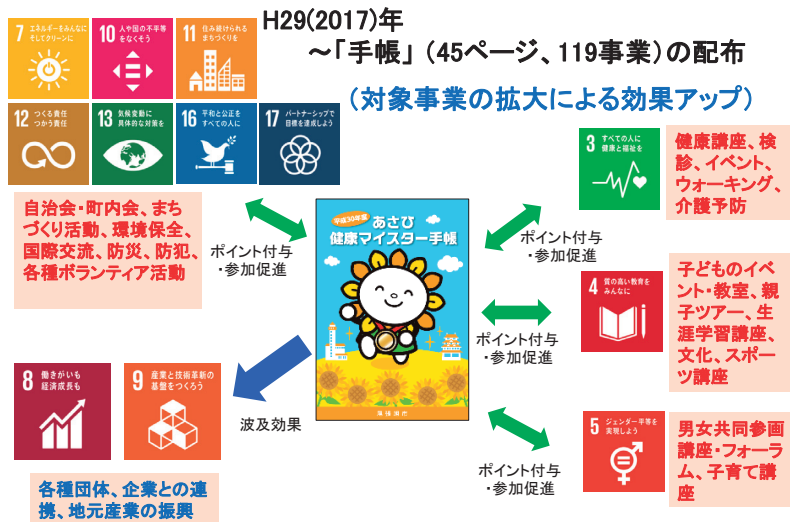 H29(2017)年
～「手帳」（45ページ、119事業）の配布
（対象事業の拡大による効果アップ）
7 エネルギーをみんなに
そしてクリーンに
10 人や国の不平等
をなくそう
11 住み続けられる
まちづくりを
12 つくる責任
つかう責任
13 気候変動に
具体的な対策を
16 平和と公正を
すべての人に
17 パートナーシップで
目標を達成しよう
自治会・町内会、まち
づくり活動、環境保全、
国際交流、防災、防犯、
各種ボランティア活動
ポイント付与
・参加促進
平成30年度
あさひ
健康マイスター手帳
3 すべての人に
健康と福祉を
健康講座、検
診、イベント、
ウォーキング、
介護予防
ポイント付与
・参加促進
4 質の高い教育を
みんなに
子どものイベ
ント・教室、親
子ツアー、生
涯学習講座、
文化、スポー
ツ講座
ポイント付与
・参加促進
5 ジェンダー平等を
実現しよう
男女共同参画
講座・フォーラ
ム、子育て講
座
ポイント付与
・参加促進
8 働きがいも
経済成長も
9 産業と技術革新の
基盤をつくろう
波及効果
各種団体、企業との連
携、地元産業の振興